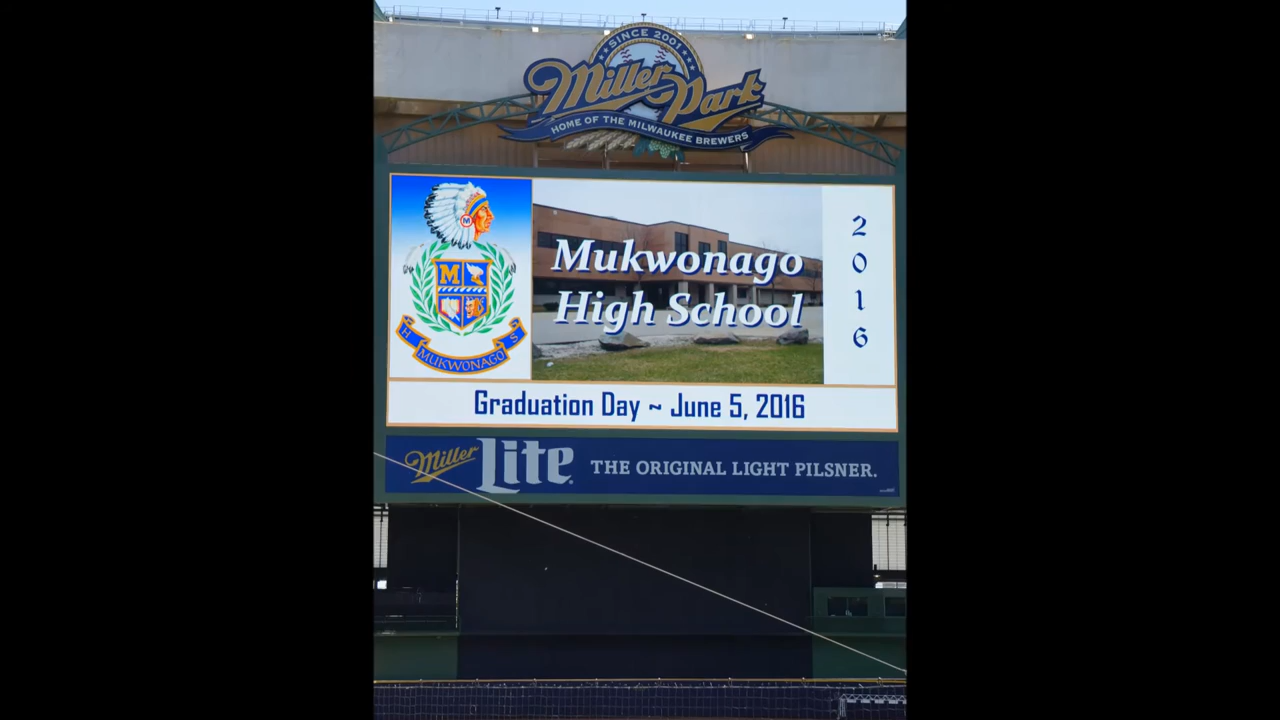 SINCE 2001
Miller Park
HOME OF THE MILWAUKEE BREWERS
M
M
H S
MUKWONAGO
Mukwonago
High School
2
0
1
6
Graduation Day ~ June 5, 2016
Miller Lite THE ORIGINAL LIGHT PILSNER.